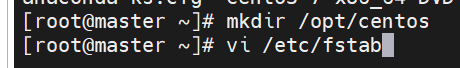 [root@master ~]# mkdir /opt/centos
[root@master ~]# vi /etc/fstab